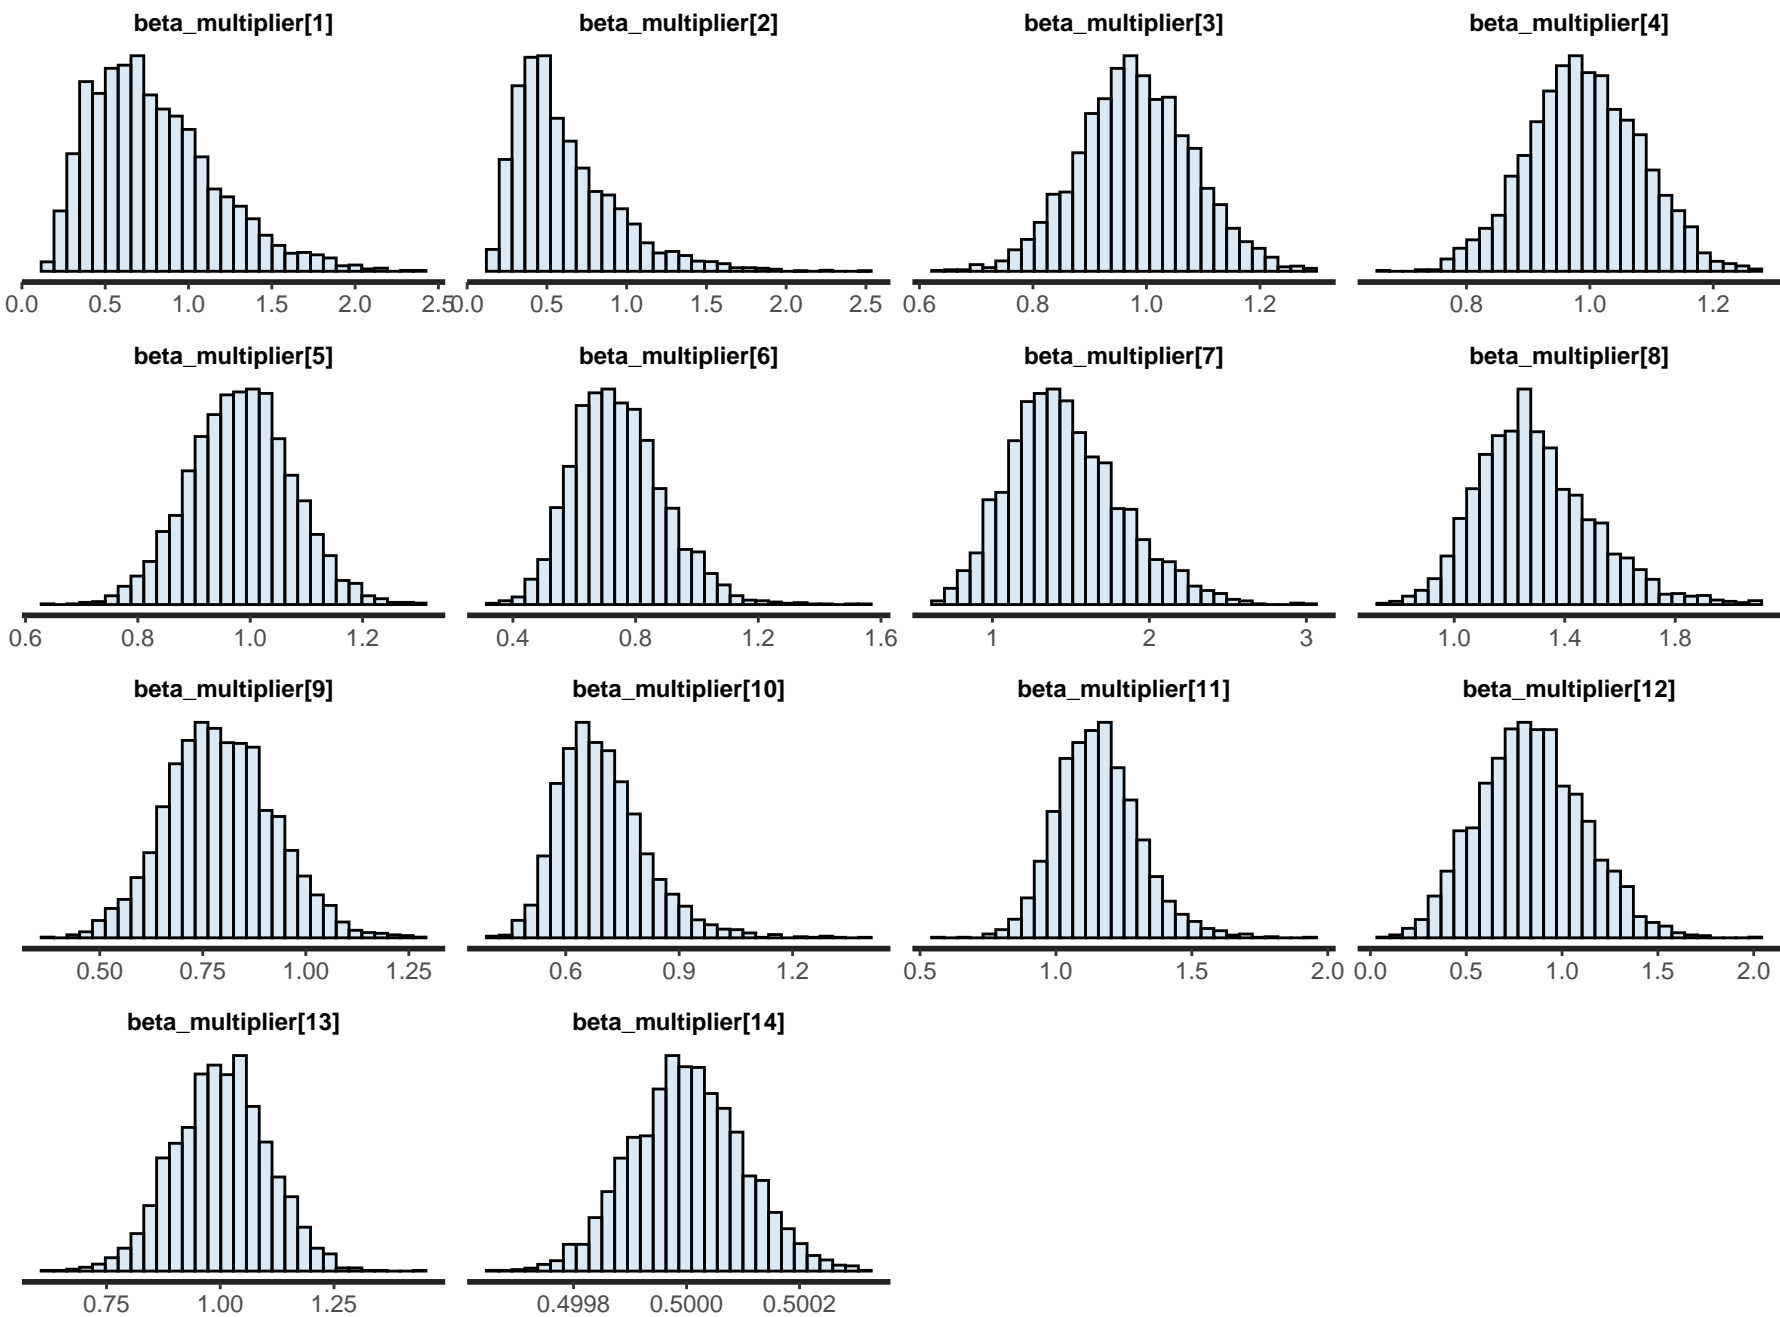 beta_multiplier[1] beta_multiplier[2] beta_multiplier[3] beta_multiplier[4]
0.0 0.5 1.0 1.5 2.0 2.5 0.0 0.5 1.0 1.5 2.0 2.5 0.6 0.8 1.0 1.2 0.8 1.0 1.2
beta_multiplier[5] beta_multiplier[6] beta_multiplier[7] beta_multiplier[8]
0.6 0.8 1.0 1.2 0.4 0.8 1.2 1.6 1 2 3 1.0 1.4 1.8
beta_multiplier[9] beta_multiplier[10] beta_multiplier[11] beta_multiplier[12]
0.50 0.75 1.00 1.25 0.6 0.9 1.2 0.5 1.0 1.5 2.0 0.0 0.5 1.0 1.5 2.0
beta_multiplier[13] beta_multiplier[14]
0.75 1.00 1.25 0.4998 0.5000 0.5002